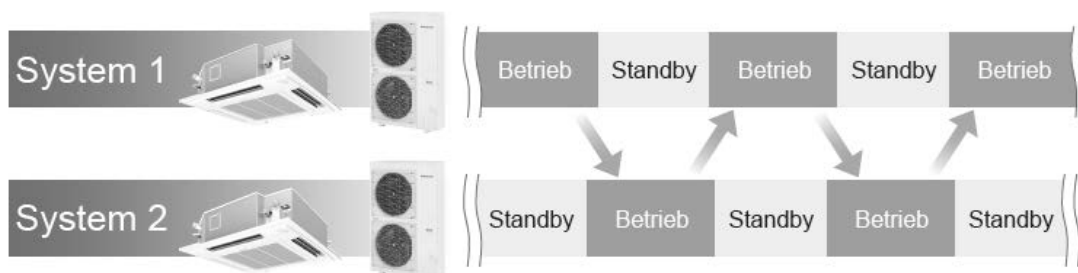 System 1
Betrieb Standby Betrieb Standby Betrieb
System 2
Standby Betrieb Standby Betrieb Standby